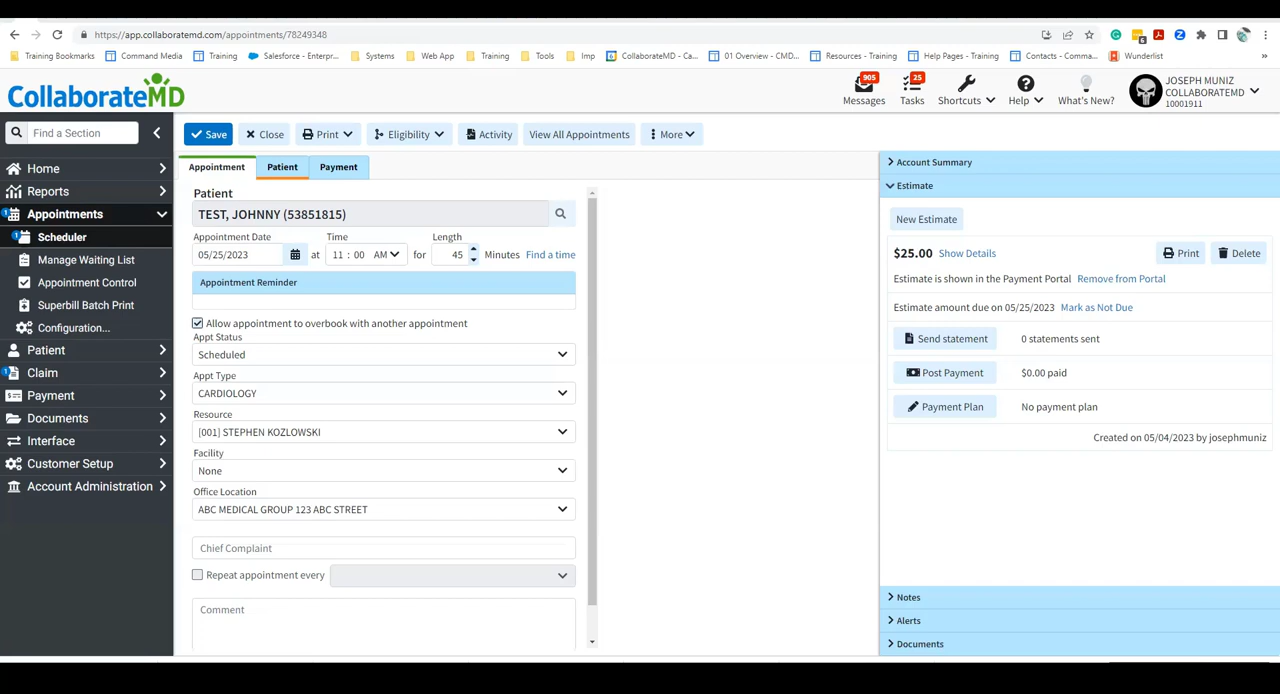 https://app.collaboratemd.com/appointments/78249348
Training Bookmarks Command Media Training Salesforce - Enterpr... Systems Web App Training Tools Imp CollaborateMD - Ca... 01 Overview - CMD... Resources - Training Help Pages - Training Contacts - Comma... Wunderlist »
CollaborateMD
905 25
Messages Tasks Shortcuts Help What's New?
JOSEPH MUNIZ
COLLABORATEMD
10001911
Find a Section
Home
Reports
1 Appointments
1 Scheduler
Manage Waiting List
Appointment Control
Superbill Batch Print
Configuration...
Patient
1 Claim
Payment
Documents
Interface
Customer Setup
Account Administration
Save Close Print Eligibility Activity View All Appointments More
Appointment Patient Payment
Patient
TEST, JOHNNY (53851815)
Appointment Date Time Length
05/25/2023 at 11 : 00 AM for 45 Minutes Find a time
Appointment Reminder
Allow appointment to overbook with another appointment
Appt Status
Scheduled
Appt Type
CARDIOLOGY
Resource
[001] STEPHEN KOZLOWSKI
Facility
None
Office Location
ABC MEDICAL GROUP 123 ABC STREET
Chief Complaint
Repeat appointment every
Comment
Account Summary
Estimate
New Estimate
$25.00 Show Details Print Delete
Estimate is shown in the Payment Portal Remove from Portal
Estimate amount due on 05/25/2023 Mark as Not Due
Send statement 0 statements sent
Post Payment $0.00 paid
Payment Plan No payment plan
Created on 05/04/2023 by josephmuniz
Notes
Alerts
Documents